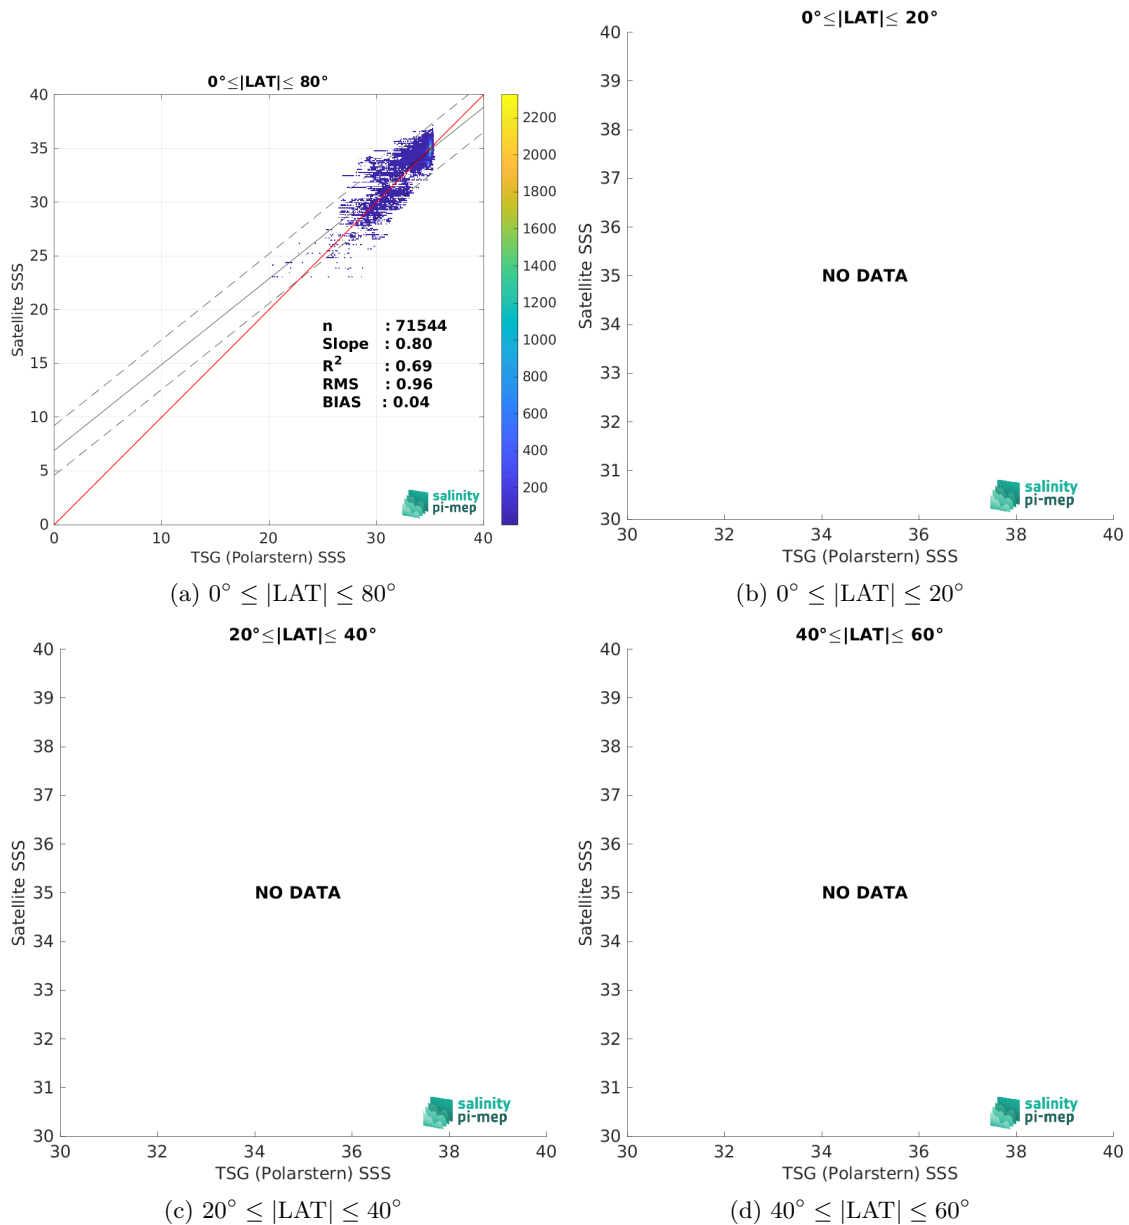 0°≤|LAT|≤ 80°
40
35
30
25
20
15
10
5
0
Satellite SSS
0
10
20
30
40
TSG (Polarstern) SSS
n : 71544
Slope : 0.80
R² : 0.69
RMS : 0.96
BIAS : 0.04
salinity
pi-mep
2200
2000
1800
1600
1400
1200
1000
800
600
400
200
(a) 0° ≤ |LAT| ≤ 80°
0°≤|LAT|≤ 20°
40
39
38
37
36
35
34
33
32
31
30
Satellite SSS
NO DATA
salinity
pi-mep
30
32
34
36
38
40
TSG (Polarstern) SSS
(b) 0° ≤ |LAT| ≤ 20°
20°≤|LAT|≤ 40°
40
39
38
37
36
35
34
33
32
31
30
Satellite SSS
NO DATA
salinity
pi-mep
30
32
34
36
38
40
TSG (Polarstern) SSS
(c) 20° ≤ |LAT| ≤ 40°
40°≤|LAT|≤ 60°
40
39
38
37
36
35
34
33
32
31
30
Satellite SSS
NO DATA
salinity
pi-mep
30
32
34
36
38
40
TSG (Polarstern) SSS
(d) 40° ≤ |LAT| ≤ 60°